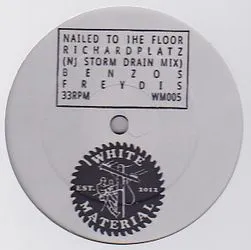 NAILED TO THE FLOOR
RICHARDPLATZ
(NJ STORM DRAIN MIX)
BENZOS
FREYDIS
33RPM WM005
WHITE
EST. 2012
MATERIAL